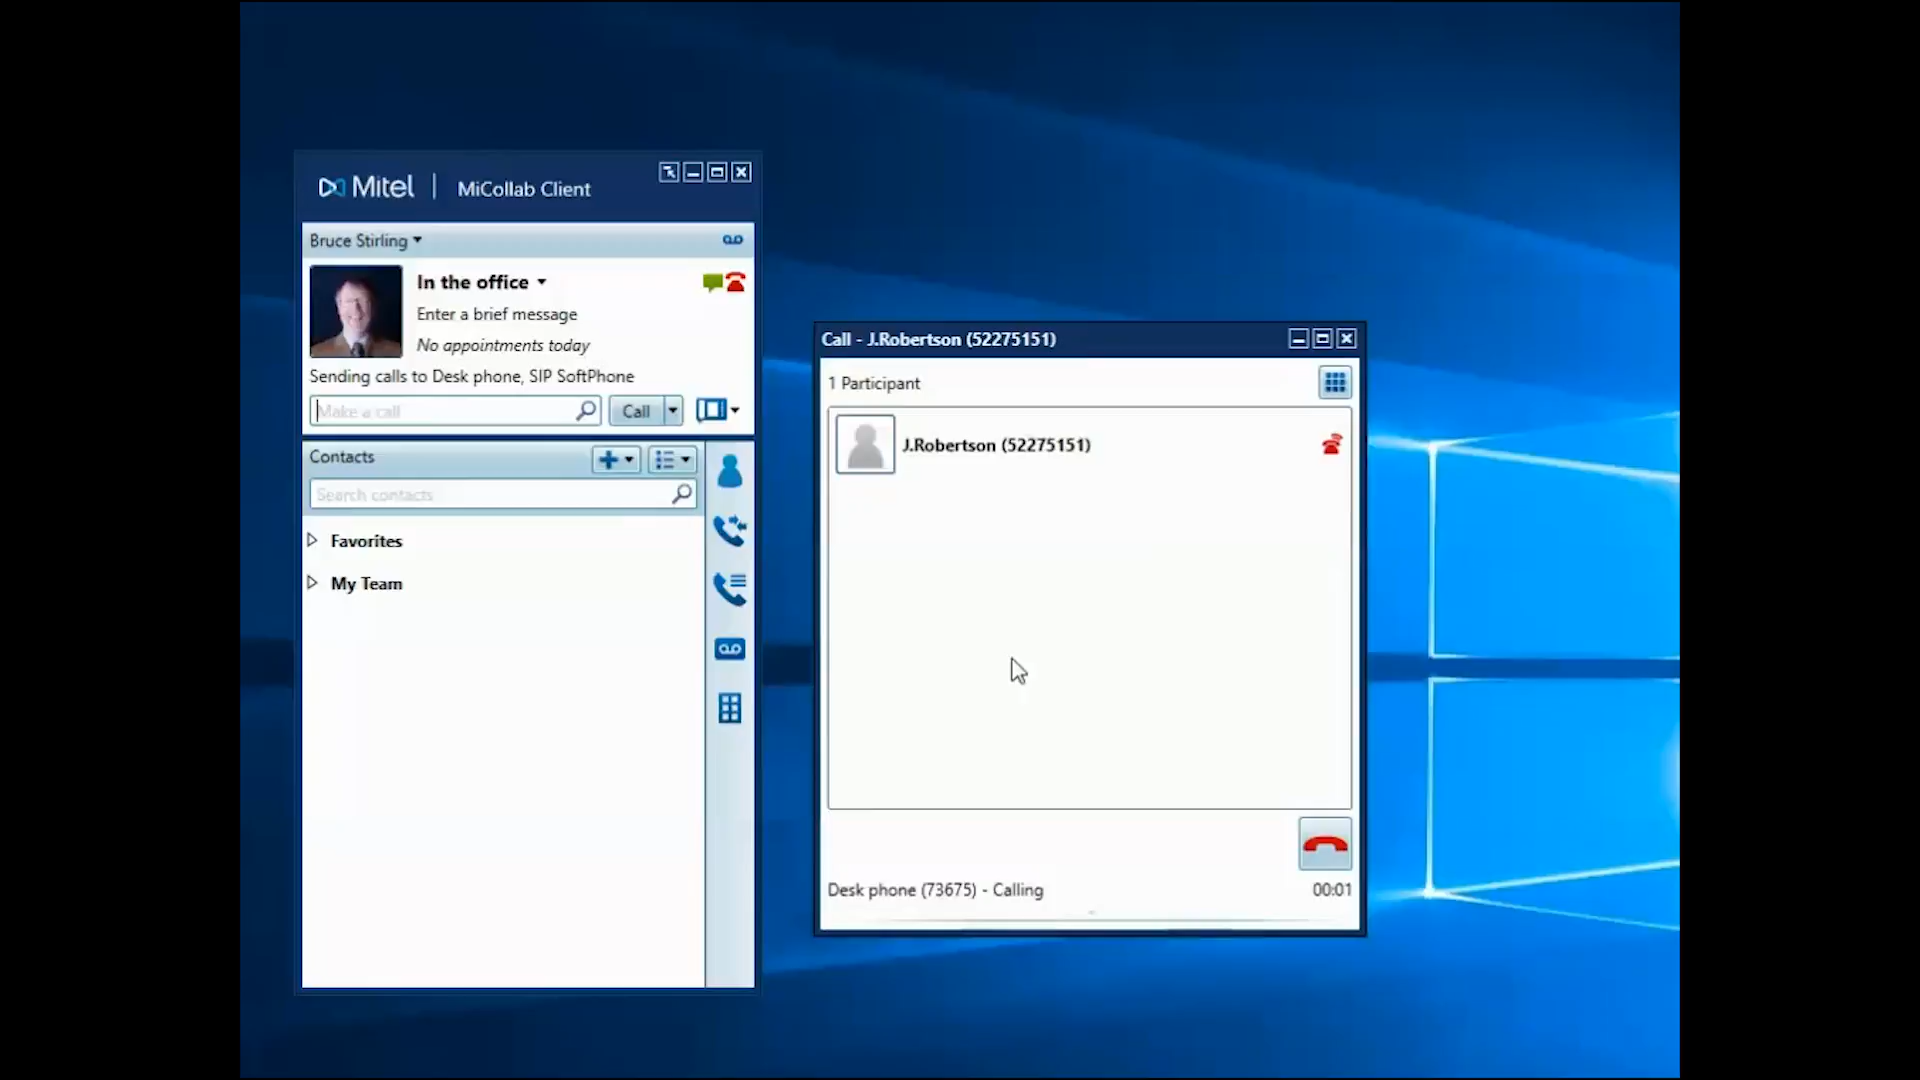 Mitel | MiCollab Client
Bruce Stirling
In the office
Enter a brief message
No appointments today
Sending calls to Desk phone, SIP SoftPhone
Make a call
Call
Contacts
Search contacts
Favorites
My Team
Call - J.Robertson (52275151)
1 Participant
J.Robertson (52275151)
Desk phone (73675) - Calling
00:01